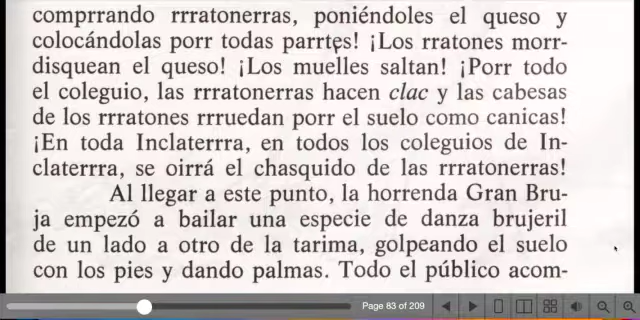 comprrando rrratonerras, poniéndoles el queso y
colocándolas porr todas parrtes! ¡Los rratones morr-
disquean el queso! ¡Los muelles saltan! ¡Porr todo
el coleguio, las rrratonerras hacen clac y las cabesas
de los rrratones rrruedan porr el suelo como canicas!
¡En toda Inclaterrra, en todos los coleguios de In-
claterrra, se oirrá el chasquido de las rrratonerras!
Al llegar a este punto, la horrenda Gran Bru-
ja empezó a bailar una especie de danza brujeril
de un lado a otro de la tarima, golpeando el suelo
con los pies y dando palmas. Todo el público acom-
Page 83 of 209